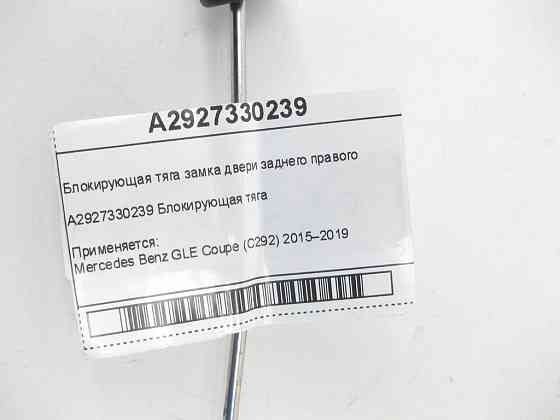 A2927330239
Блокирующая тяга замка двери заднего правого
A2927330239 Блокирующая тяга
Применяется:
Mercedes Benz GLE Coupe (C292) 2015–2019